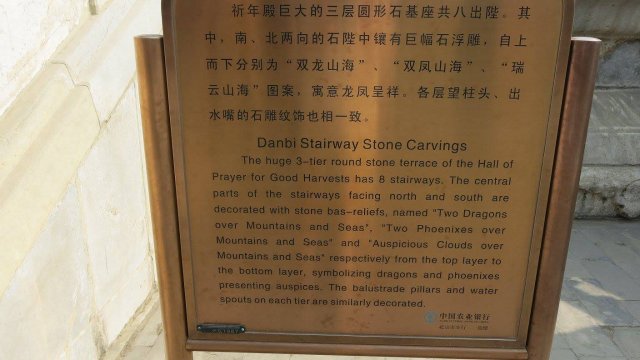 祈年殿巨大的三层圆形石基座共八出陛。其
中，南、北两向的石陛中镶有巨幅石浮雕，自上
而下分别为“双龙山海”、“双凤山海”、“瑞
云山海”图案，寓意龙凤呈祥。各层望柱头、出
水嘴的石雕纹饰也相一致。
Danbi Stairway Stone Carvings
The huge 3-tier round stone terrace of the Hall of
Prayer for Good Harvests has 8 stairways. The central
parts of the stairways facing north and south are
decorated with stone bas-reliefs, named "Two Dragons
over Mountains and Seas", "Two Phoenixes over
Mountains and Seas" and "Auspicious Clouds over
Mountains and Seas" respectively from the top layer to
the bottom layer, symbolizing dragons and phoenixes
presenting auspices. The balustrade pillars and water
spouts on each tier are similarly decorated.
中国农业银行